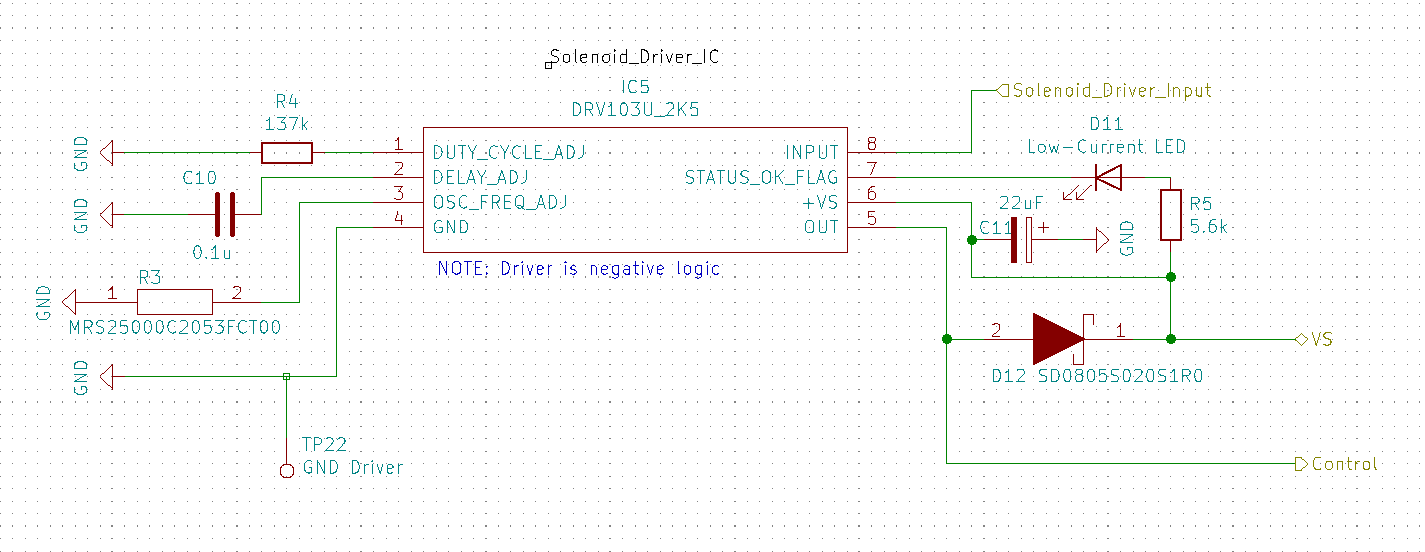 Solenoid_Driver_IC
IC5
DRV103U_2K5
Solenoid_Driver_Input
R4
137k
D11
Low-Current LED
GND
1
DUTY_CYCLE_ADJ
INPUT
8
C10
2
DELAY_ADJ
STATUS_OK_FLAG
7
3
OSC_FREQ_ADJ
+VS
6
22uF
R5
GND
4
GND
OUT
5
C11
+
GND
5.6k
0.1u
NOTE: Driver is negative logic
R3
GND
1
2
MRS25000C2053FCT00
2
1
VS
GND
D12 SD0805S020S1R0
TP22
GND Driver
Control